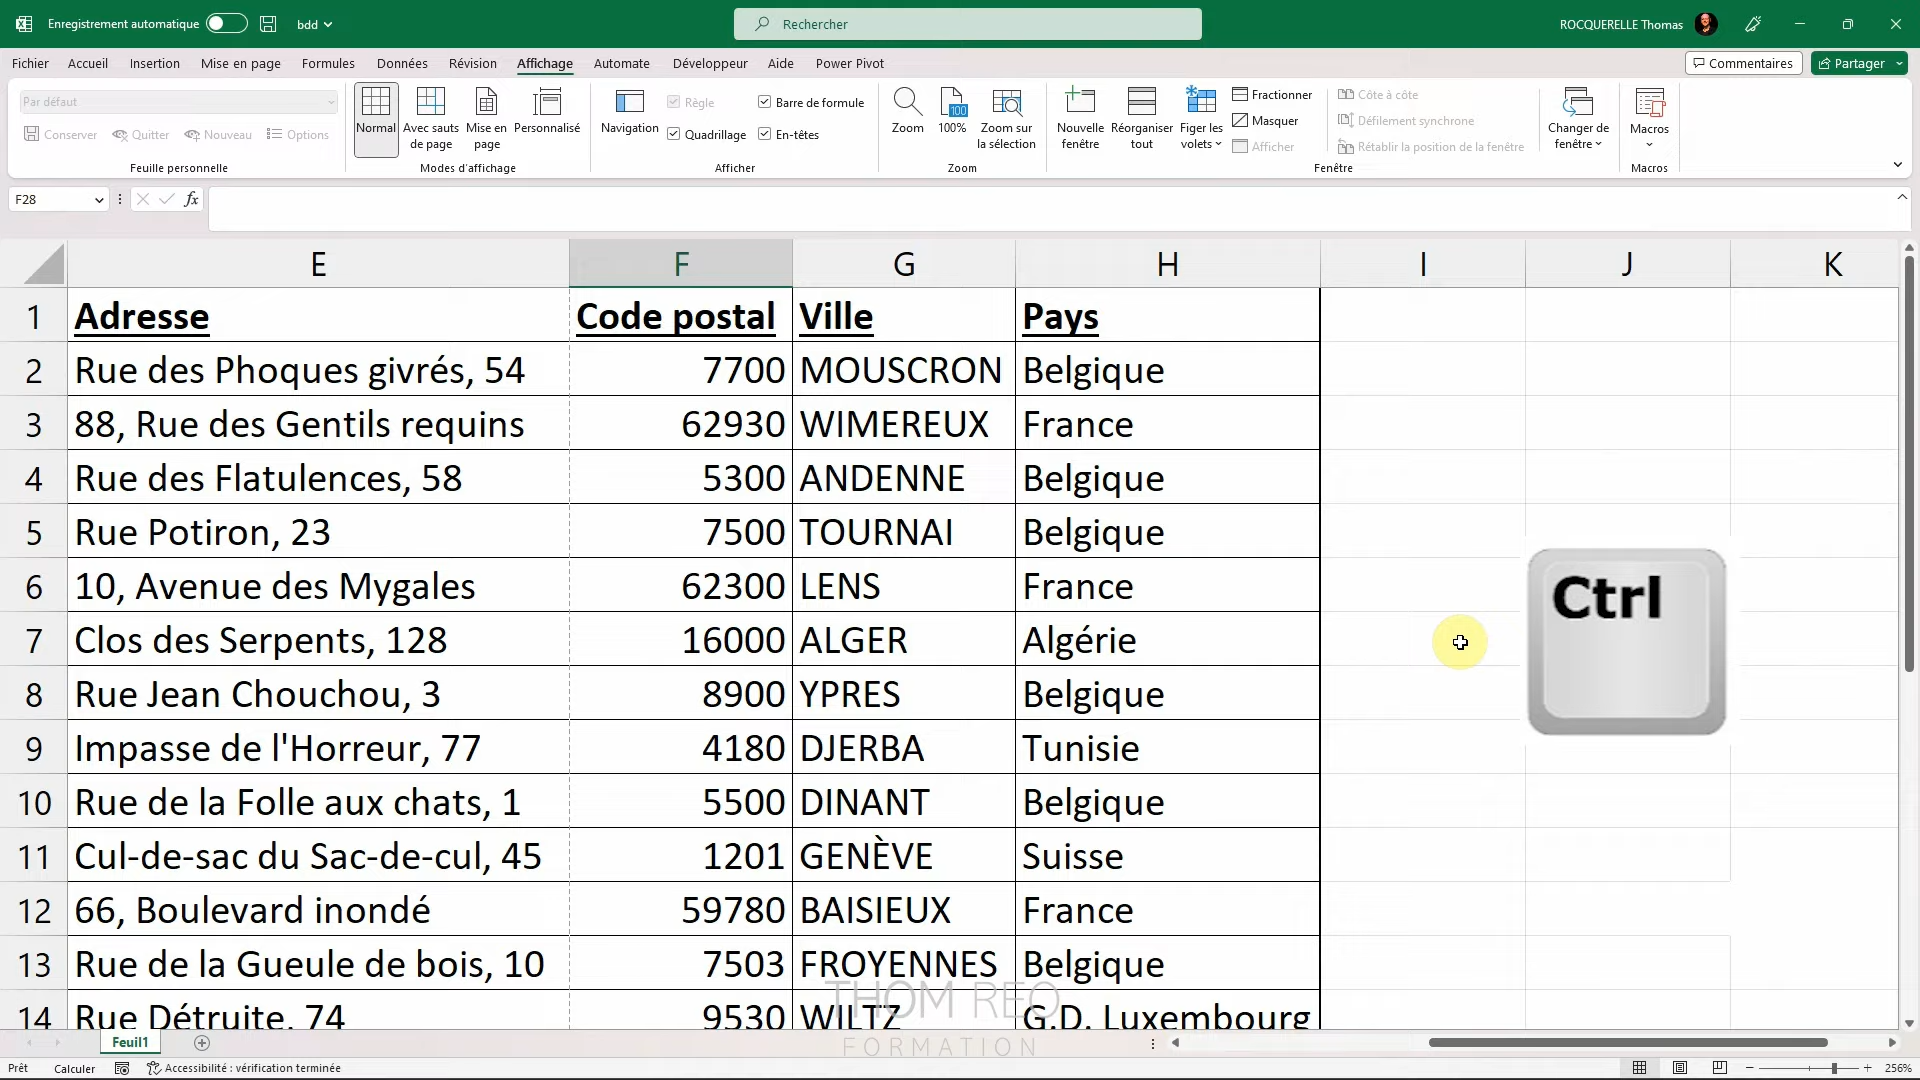 Enregistrement automatique bdd Rechercher ROCQUERELLE Thomas
Fichier Accueil Insertion Mise en page Formules Données Révision Affichage Automate Développeur Aide Power Pivot Commentaires Partager
Par défaut
Conserver Quitter Nouveau Options
Feuille personnelle
Normal
Avec sauts
de page
Mise en
page
Personnalisé
Modes d'affichage
Navigation
Règle Barre de formule
Quadrillage En-têtes
Afficher
Zoom
100
100%
Zoom sur
la sélection
Zoom
Nouvelle
fenêtre
Réorganiser
tout
Figer les
volets
Fractionner
Masquer
Afficher
Côte à côte
Défilement synchrone
Rétablir la position de la fenêtre
Changer de
fenêtre
Fenêtre
Macros
Macros
F28 fx
E F G H I J K
1 Adresse Code postal Ville Pays
2 Rue des Phoques givrés, 54 7700 MOUSCRON Belgique
3 88, Rue des Gentils requins 62930 WIMEREUX France
4 Rue des Flatulences, 58 5300 ANDENNE Belgique
5 Rue Potiron, 23 7500 TOURNAI Belgique
6 10, Avenue des Mygales 62300 LENS France
7 Clos des Serpents, 128 16000 ALGER Algérie
8 Rue Jean Chouchou, 3 8900 YPRES Belgique
9 Impasse de l'Horreur, 77 4180 DJERBA Tunisie
10 Rue de la Folle aux chats, 1 5500 DINANT Belgique
11 Cul-de-sac du Sac-de-cul, 45 1201 GENÈVE Suisse
12 66, Boulevard inondé 59780 BAISIEUX France
13 Rue de la Gueule de bois, 10 7503 FROYENNES Belgique
14 Rue Détruite, 74 9530 WILTZ G.D. Luxembourg
Ctrl
THOM REO
FORMATION
Feuil1
Prêt Calculer Accessibilité : vérification terminée 256%